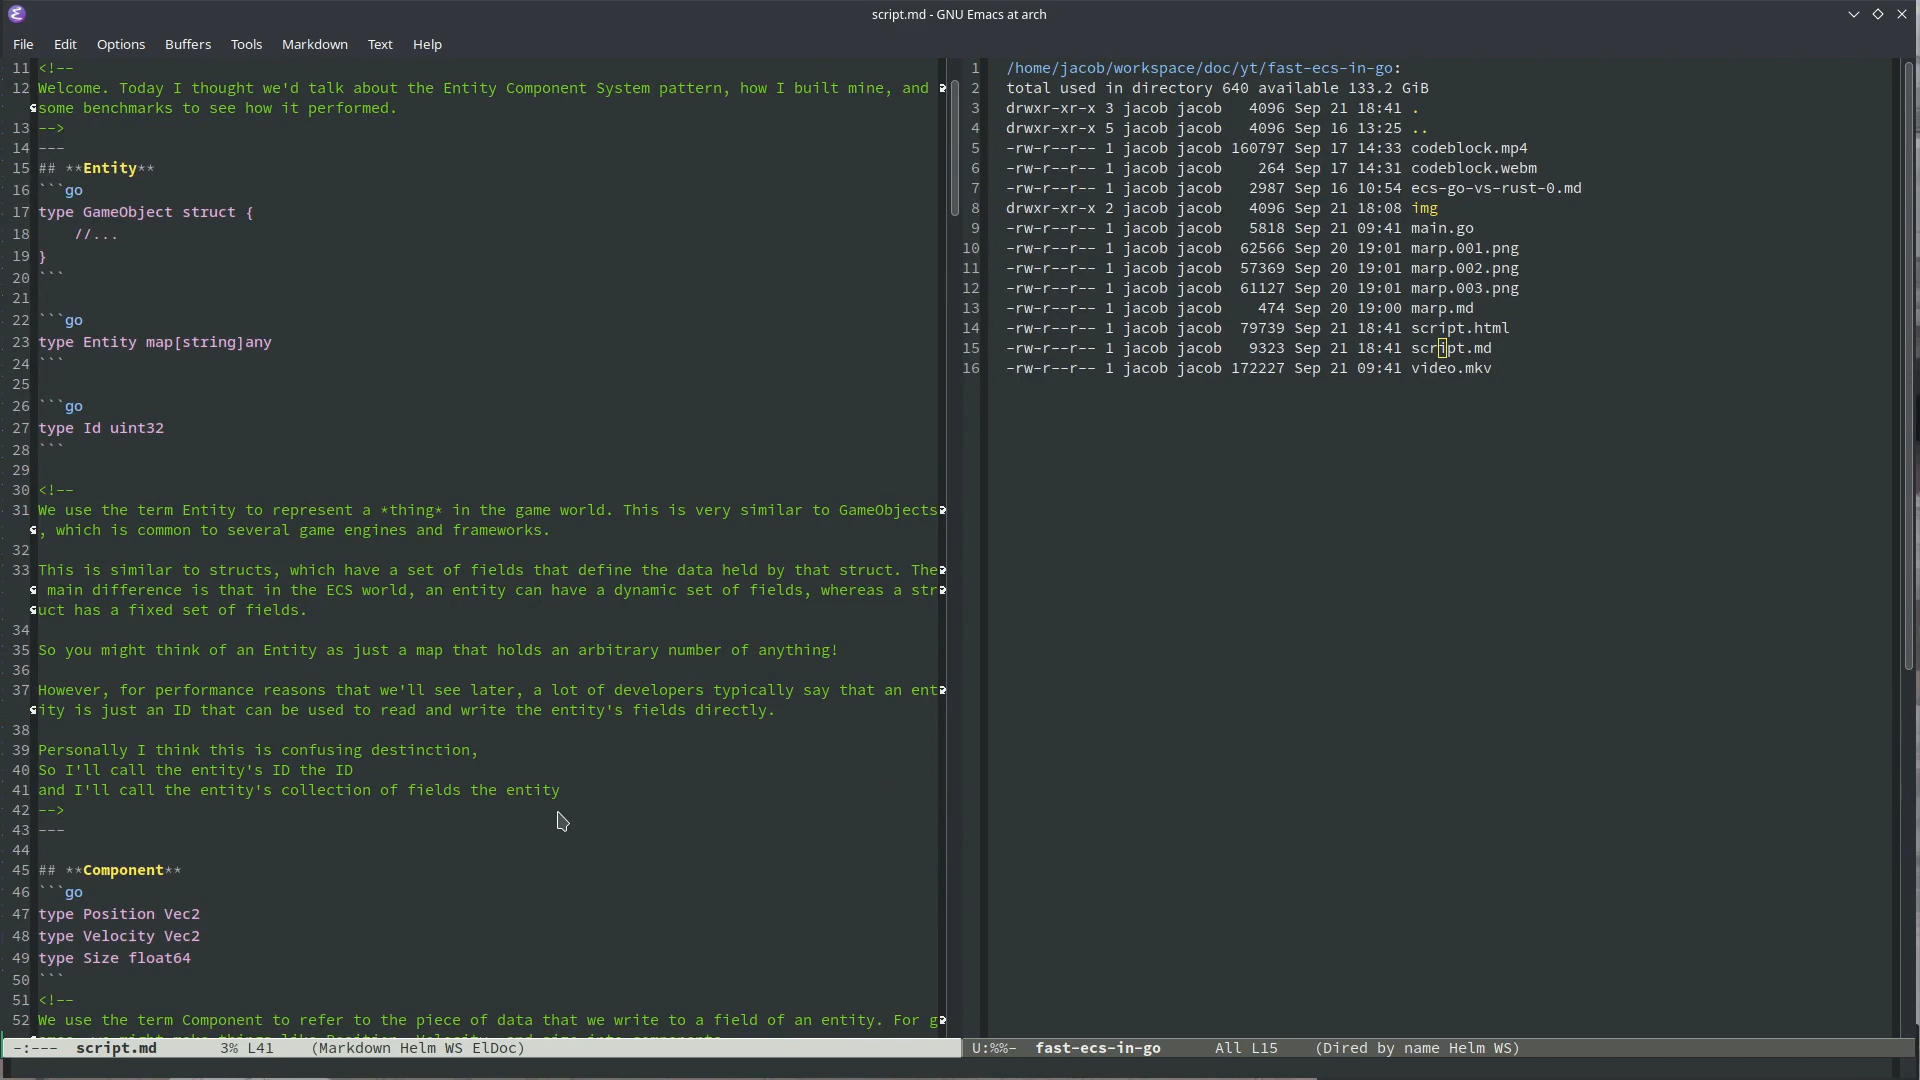 script.md - GNU Emacs at arch
File Edit Options Buffers Tools Markdown Text Help
11 <!--
12 Welcome. Today I thought we'd talk about the Entity Component System pattern, how I built mine, and
some benchmarks to see how it performed.
13 -->
14 ---
15 ## **Entity**
16 ```go
17 type GameObject struct {
18 //...
19 }
20 ```
21
22 ```go
23 type Entity map[string]any
24 ```
25
26 ```go
27 type Id uint32
28 ```
29
30 <!--
31 We use the term Entity to represent a *thing* in the game world. This is very similar to GameObjects
, which is common to several game engines and frameworks.
32
33 This is similar to structs, which have a set of fields that define the data held by that struct. The
main difference is that in the ECS world, an entity can have a dynamic set of fields, whereas a str
uct has a fixed set of fields.
34
35 So you might think of an Entity as just a map that holds an arbitrary number of anything!
36
37 However, for performance reasons that we'll see later, a lot of developers typically say that an ent
ity is just an ID that can be used to read and write the entity's fields directly.
38
39 Personally I think this is confusing destinction,
40 So I'll call the entity's ID the ID
41 and I'll call the entity's collection of fields the entity
42 -->
43 ---
44
45 ## **Component**
46 ```go
47 type Position Vec2
48 type Velocity Vec2
49 type Size float64
50 ```
51 <!--
52 We use the term Component to refer to the piece of data that we write to a field of an entity. For g
-:--- script.md 3% L41 (Markdown Helm WS ElDoc)
1 /home/jacob/workspace/doc/yt/fast-ecs-in-go:
2 total used in directory 640 available 133.2 GiB
3 drwxr-xr-x 3 jacob jacob 4096 Sep 21 18:41 .
4 drwxr-xr-x 5 jacob jacob 4096 Sep 16 13:25 ..
5 -rw-r--r-- 1 jacob jacob 160797 Sep 17 14:33 codeblock.mp4
6 -rw-r--r-- 1 jacob jacob 264 Sep 17 14:31 codeblock.webm
7 -rw-r--r-- 1 jacob jacob 2987 Sep 16 10:54 ecs-go-vs-rust-0.md
8 drwxr-xr-x 2 jacob jacob 4096 Sep 21 18:08 img
9 -rw-r--r-- 1 jacob jacob 5818 Sep 21 09:41 main.go
10 -rw-r--r-- 1 jacob jacob 62566 Sep 20 19:01 marp.001.png
11 -rw-r--r-- 1 jacob jacob 57369 Sep 20 19:01 marp.002.png
12 -rw-r--r-- 1 jacob jacob 61127 Sep 20 19:01 marp.003.png
13 -rw-r--r-- 1 jacob jacob 474 Sep 20 19:00 marp.md
14 -rw-r--r-- 1 jacob jacob 79739 Sep 21 18:41 script.html
15 -rw-r--r-- 1 jacob jacob 9323 Sep 21 18:41 script.md
16 -rw-r--r-- 1 jacob jacob 172227 Sep 21 09:41 video.mkv
U:%%- fast-ecs-in-go All L15 (Dired by name Helm WS)